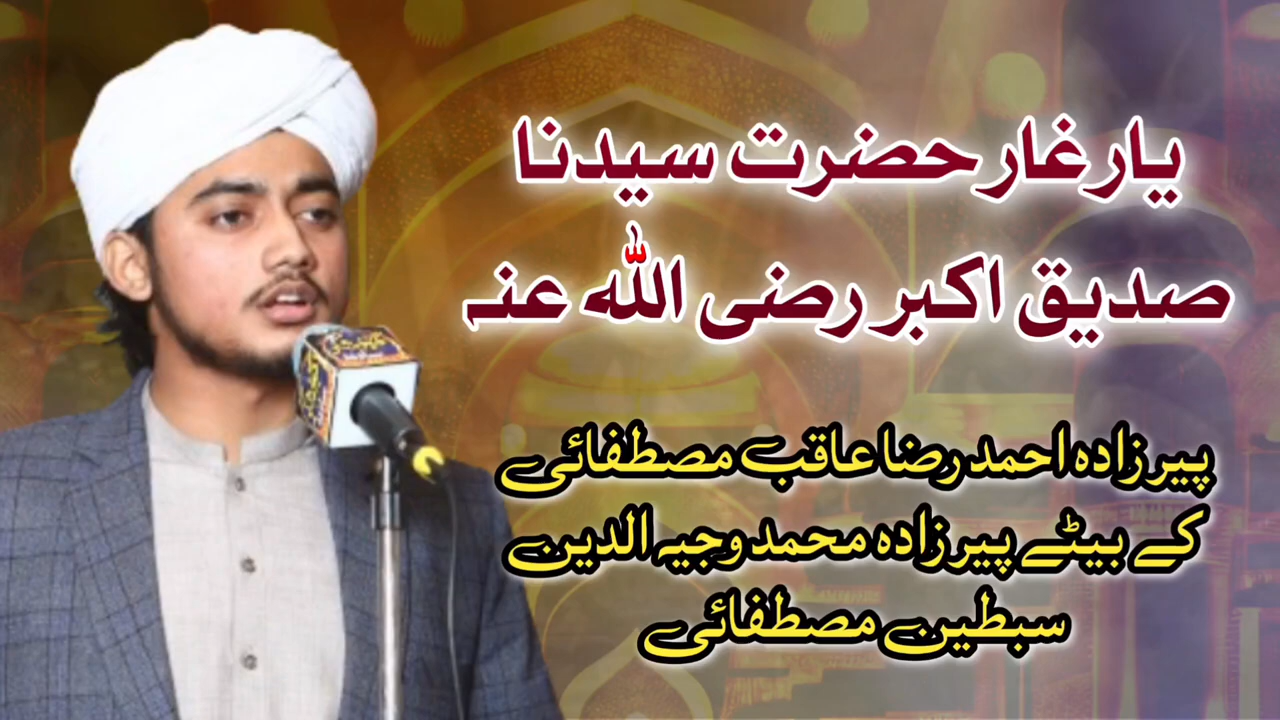 یار غار حضرت سیدنا
صدیق اکبر رضی اللہ عنہ
پیرزادہ احمد رضا عاقب مصطفائی
کے بیٹے پیرزادہ محمد وجیہ الدین
سبطین مصطفائی